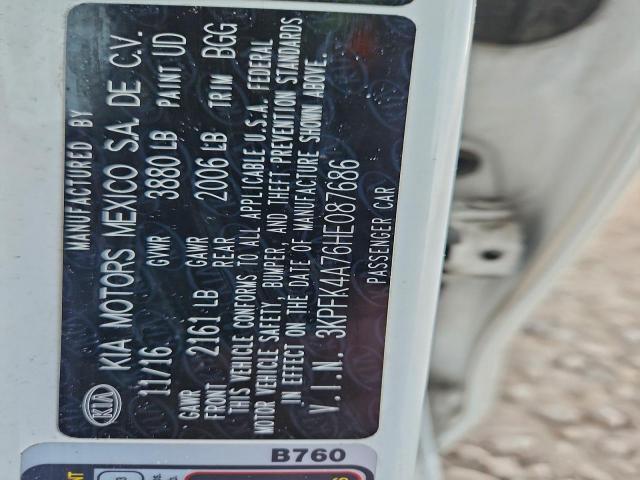 MANUFACTURED BY
KIA KIA MOTORS MEXICO S.A. DE C.V.
11/16 GVWR 3880 LB PAINT UD
GAWR FRONT 2161 LB GAWR REAR 2006 LB TRIM BGG
THIS VEHICLE CONFORMS TO ALL APPLICABLE U.S.A. FEDERAL
MOTOR VEHICLE SAFETY, BUMPER, AND THEFT PREVENTION STANDARDS
IN EFFECT ON THE DATE OF MANUFACTURE SHOWN ABOVE.
V.I.N. 3KPFK4A76HE087686
PASSENGER CAR
B760